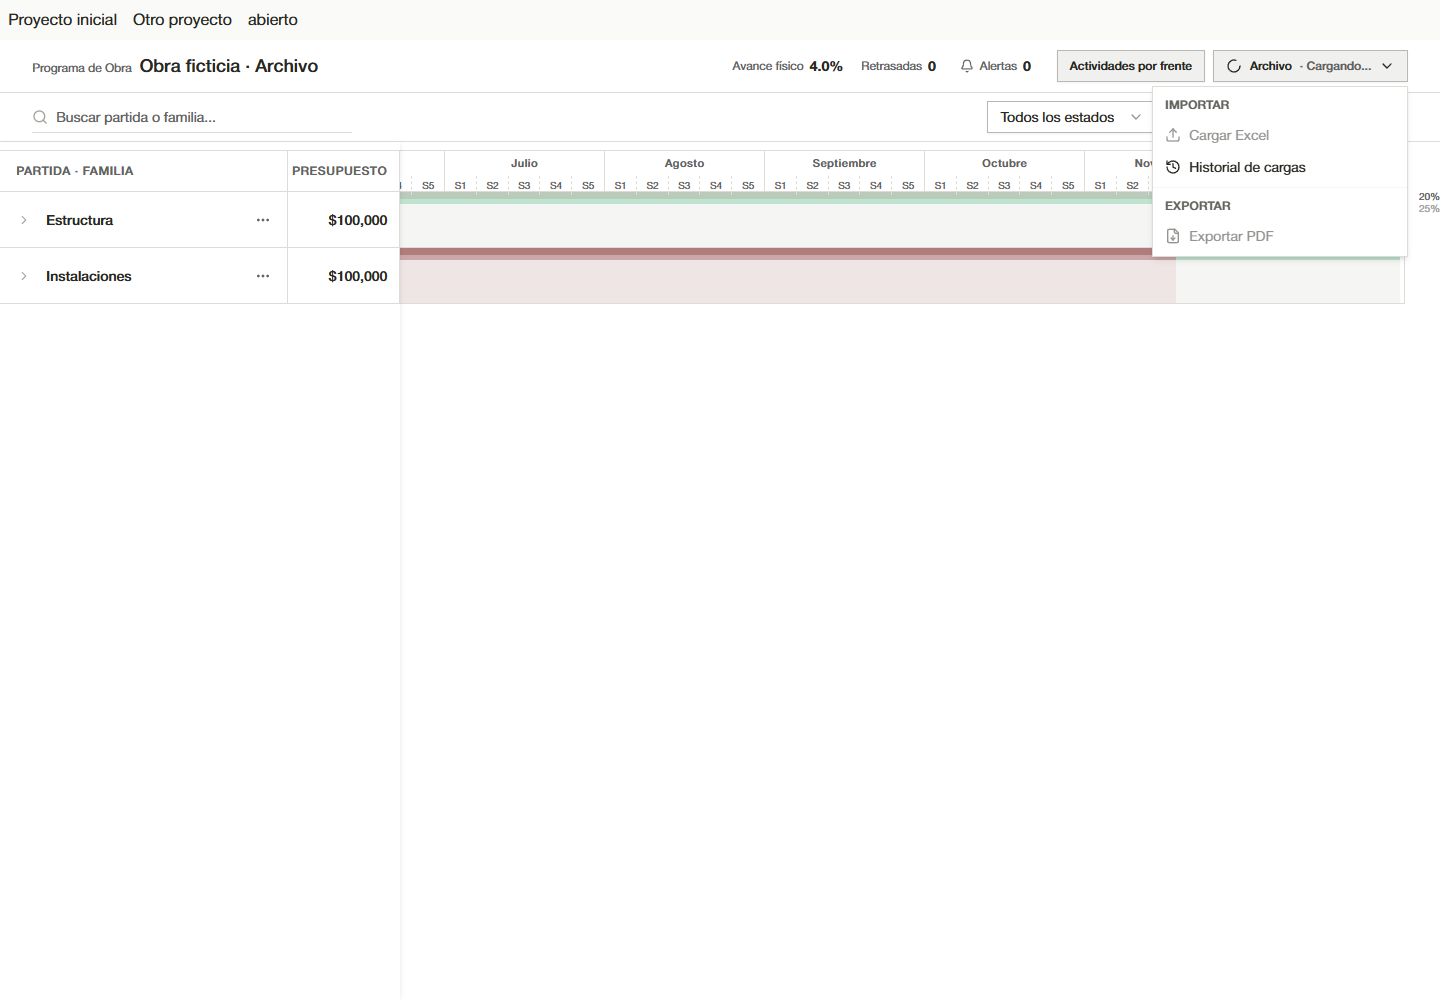 Proyecto inicial Otro proyecto abierto
Programa de Obra Obra ficticia · Archivo
Avance físico 4.0% Retrasadas 0 Alertas 0
Actividades por frente
Archivo · Cargando...
Buscar partida o familia...
Todos los estados
IMPORTAR
Cargar Excel
Historial de cargas
EXPORTAR
Exportar PDF
PARTIDA · FAMILIA PRESUPUESTO
Julio Agosto Septiembre Octubre Nov
S5 S1 S2 S3 S4 S5 S1 S2 S3 S4 S5 S1 S2 S3 S4 S5 S1 S2 S3 S4 S5 S1 S2
20%
25%
Estructura ··· $100,000
Instalaciones ··· $100,000